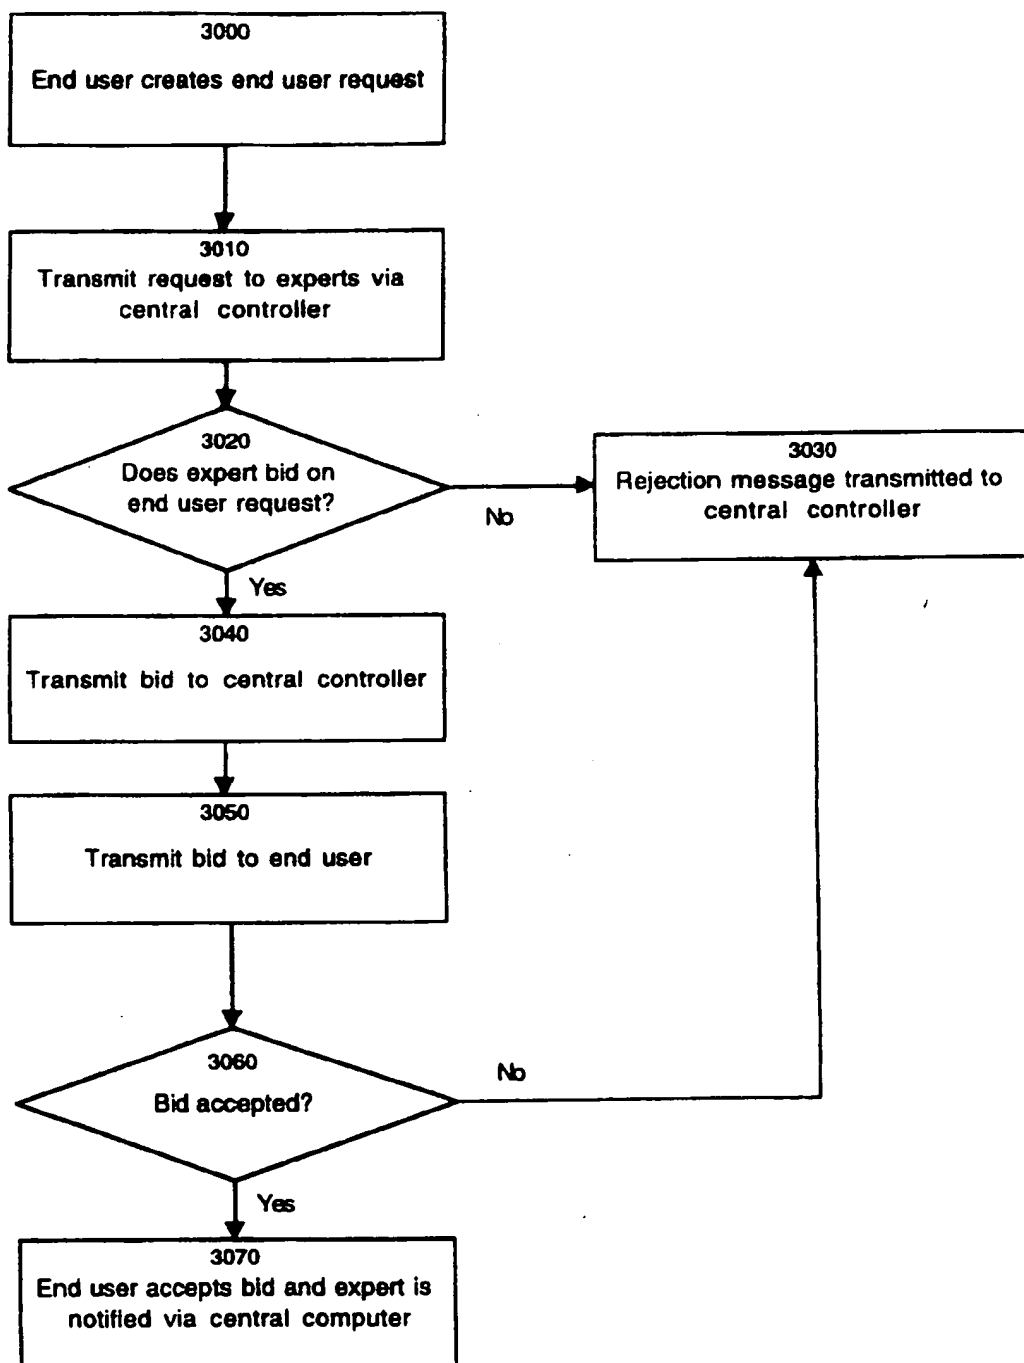 3000
End user creates end user request
3010
Transmit request to experts via
central controller
3020
Does expert bid on
end user request?
No
Yes
3030
Rejection message transmitted to
central controller
3040
Transmit bid to central controller
3050
Transmit bid to end user
3060
Bid accepted?
No
Yes
3070
End user accepts bid and expert is
notified via central computer